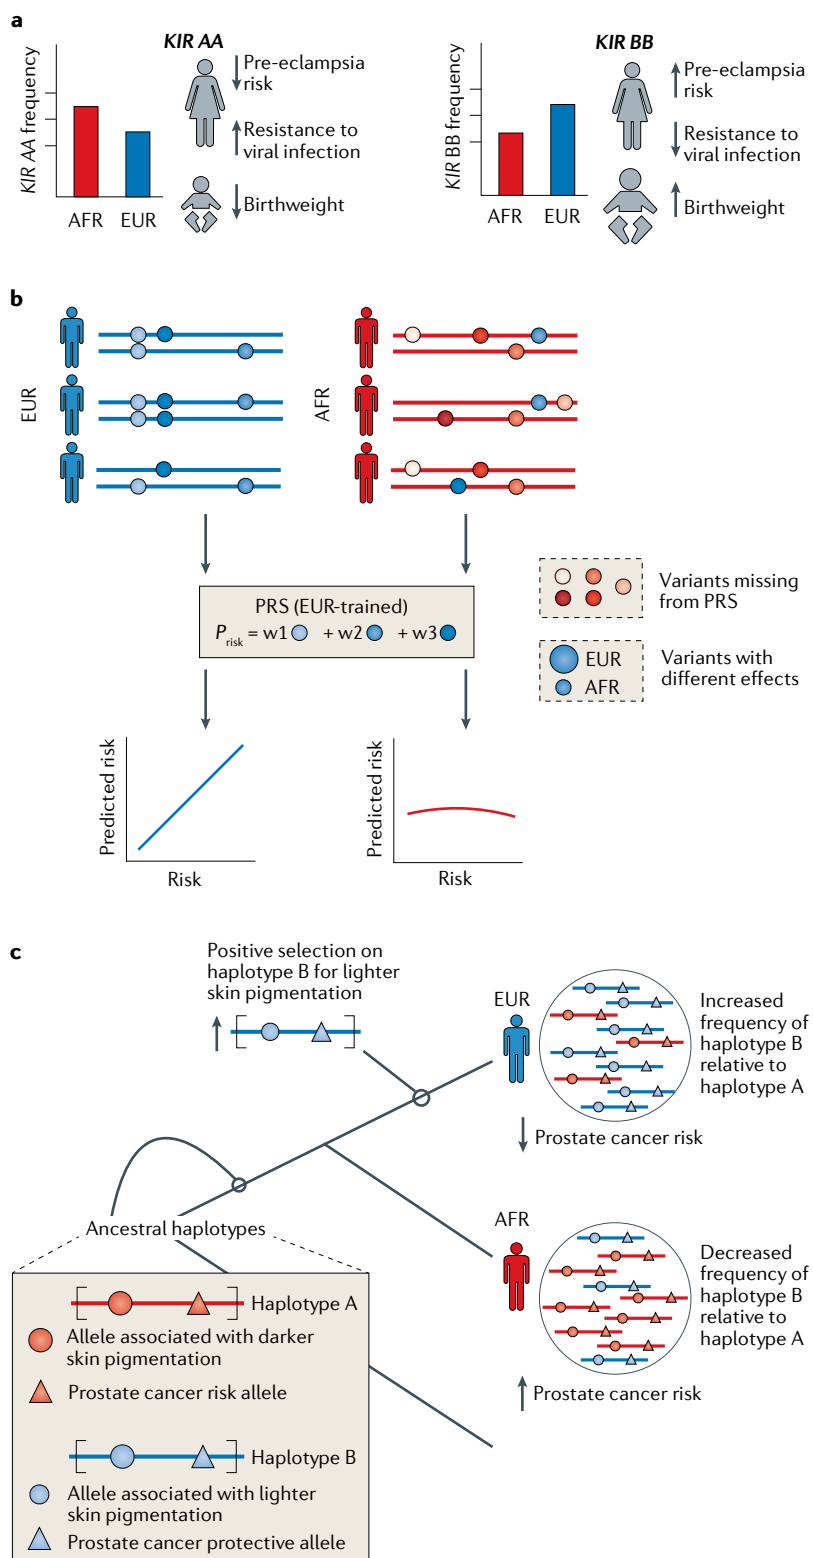 a
KIR AA
KIR AA frequency
AFR
EUR
Pre-eclampsia
risk
Resistance to
viral infection
Birthweight
KIR BB
KIR BB frequency
AFR
EUR
Pre-eclampsia
risk
Resistance to
viral infection
Birthweight
b
EUR
AFR
PRS (EUR-trained)
Prisk = w1 + w2 + w3
Variants missing
from PRS
EUR
AFR
Variants with
different effects
Predicted risk
Risk
Predicted risk
Risk
c
Positive selection on
haplotype B for lighter
skin pigmentation
EUR
Increased
frequency of
haplotype B
relative to
haplotype A
Prostate cancer risk
Ancestral haplotypes
AFR
Decreased
frequency of
haplotype B
relative to
haplotype A
Prostate cancer risk
Haplotype A
Allele associated with darker
skin pigmentation
Prostate cancer risk allele
Haplotype B
Allele associated with lighter
skin pigmentation
Prostate cancer protective allele